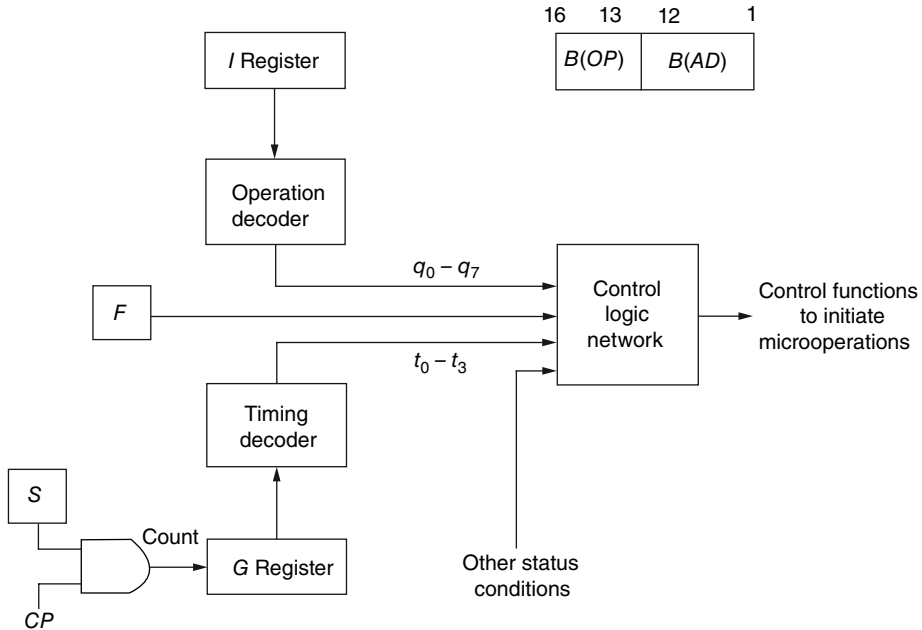 16 13 12 1
B(OP) B(AD)
I Register
Operation
decoder
q0 – q7
F
Control
logic
network
Control functions
to initiate
microoperations
t0 – t3
Timing
decoder
S
Count
G Register
CP
Other status
conditions